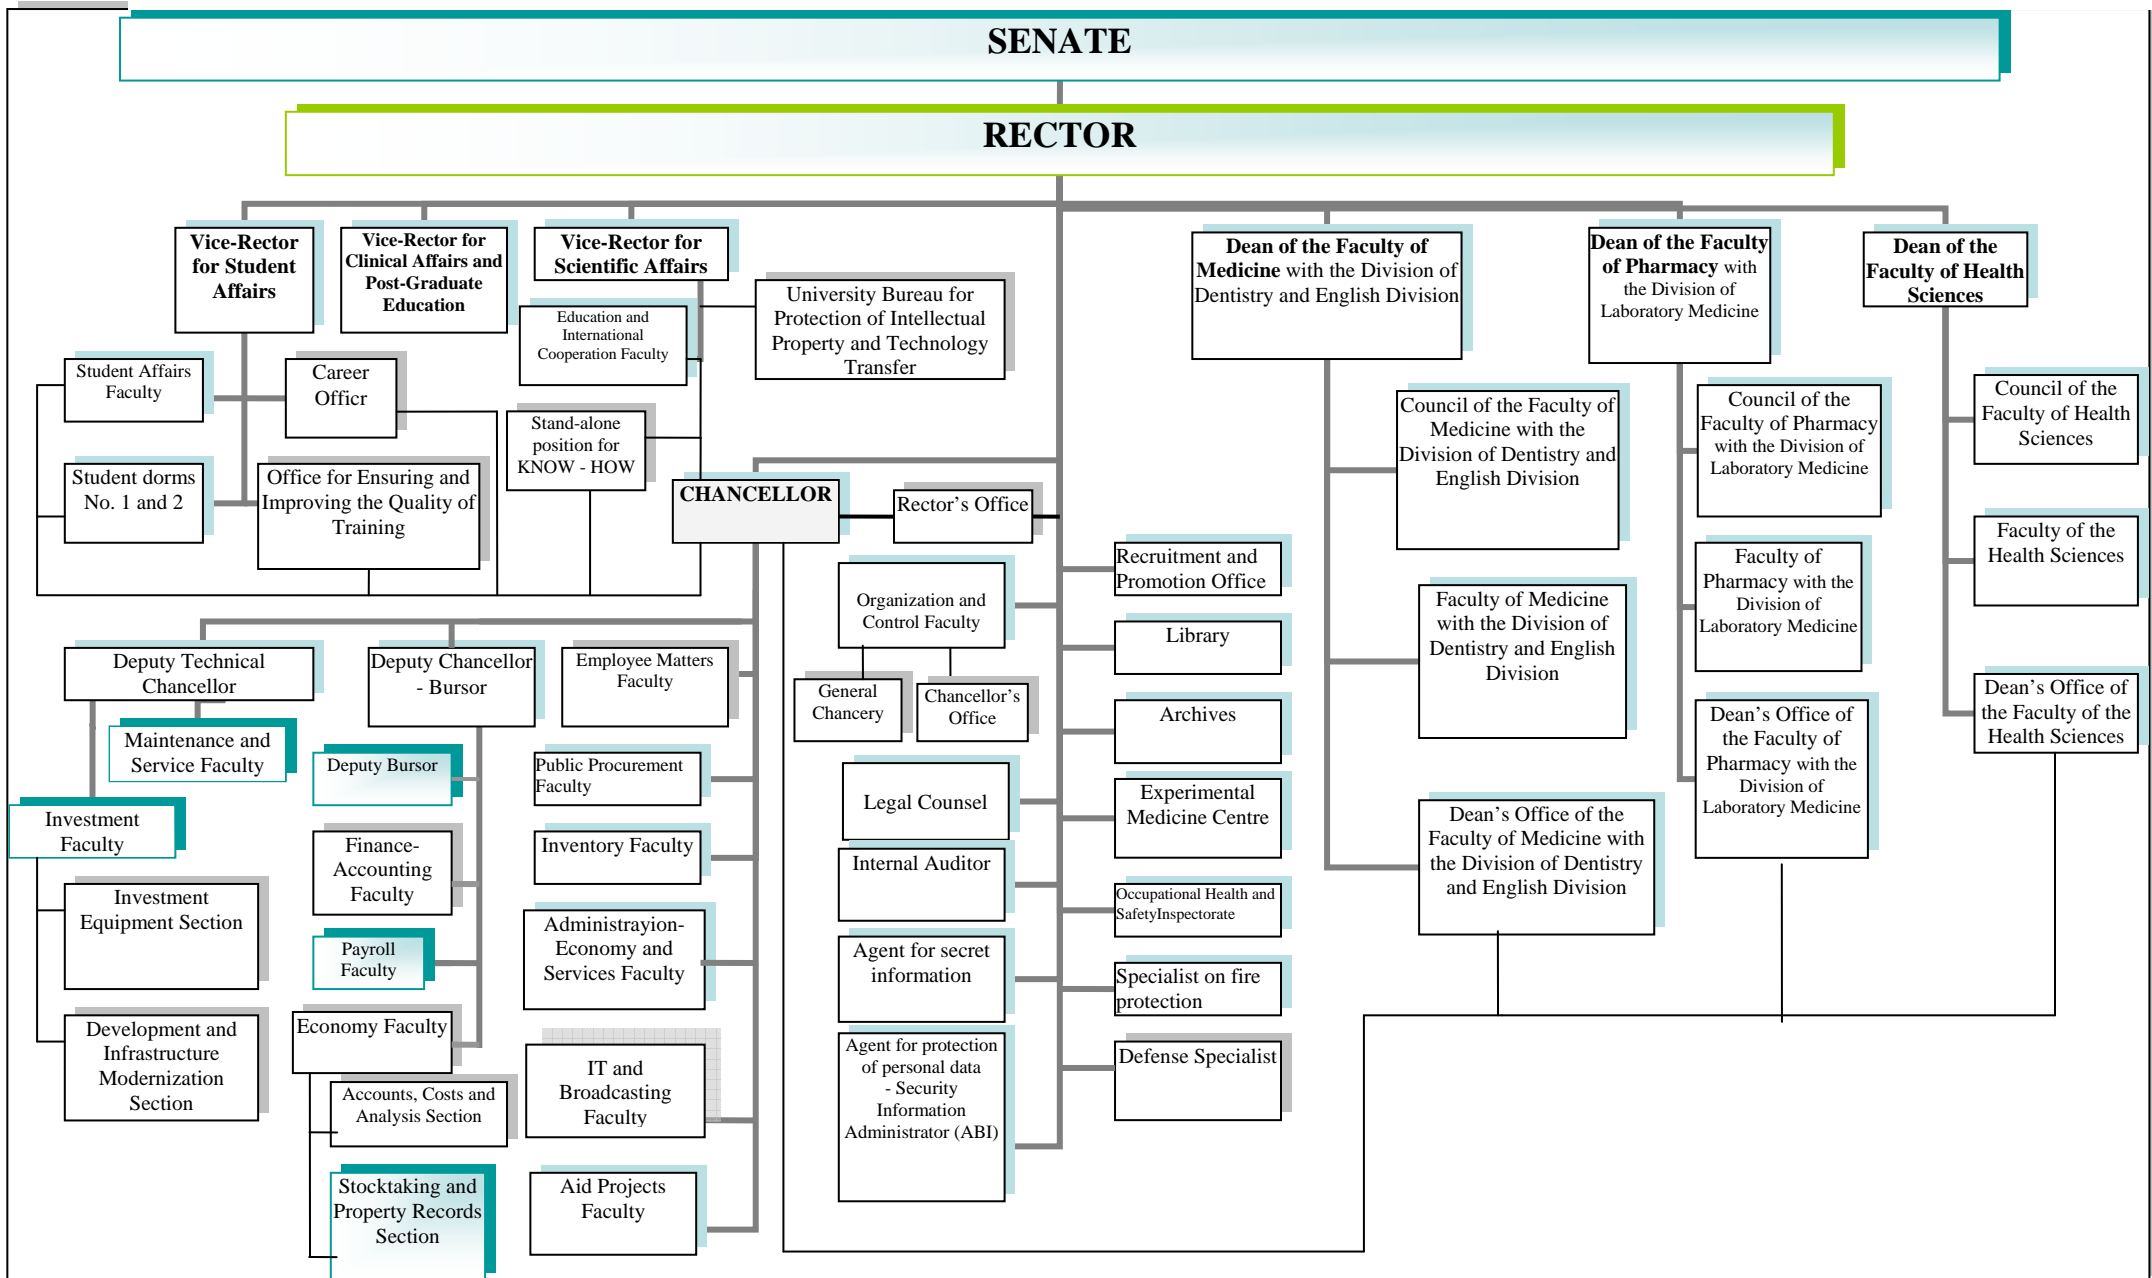 SENATE
RECTOR
Vice-Rector
for Student
Affairs
Vice-Rector for
Clinical Affairs and
Post-Graduate
Education
Vice-Rector for
Scientific Affairs
Dean of the Faculty of
Medicine with the Division of
Dentistry and English Division
Dean of the Faculty
of Pharmacy with
the Division of
Laboratory Medicine
Dean of the
Faculty of Health
Sciences
Education and
International
Cooperation Faculty
University Bureau for
Protection of Intellectual
Property and Technology
Transfer
Student Affairs
Faculty
Career
Officr
Stand-alone
position for
KNOW - HOW
Student dorms
No. 1 and 2
Office for Ensuring and
Improving the Quality of
Training
CHANCELLOR
Rector's Office
Council of the Faculty of
Medicine with the
Division of Dentistry and
English Division
Council of the
Faculty of Pharmacy
with the Division of
Laboratory Medicine
Council of the
Faculty of Health
Sciences
Faculty of Medicine
with the Division of
Dentistry and English
Division
Faculty of
Pharmacy with the
Division of
Laboratory Medicine
Faculty of the
Health Sciences
Dean's Office of the
Faculty of Medicine with
the Division of Dentistry
and English Division
Dean's Office of
the Faculty of
Pharmacy with the
Division of
Laboratory Medicine
Dean's Office of
the Faculty of the
Health Sciences
Organization and
Control Faculty
General
Chancery
Chancellor's
Office
Legal Counsel
Internal Auditor
Agent for secret
information
Agent for protection
of personal data
- Security
Information
Administrator (ABI)
Recruitment and
Promotion Office
Library
Archives
Experimental
Medicine Centre
Occupational Health and
SafetyInspectorate
Specialist on fire
protection
Defense Specialist
Deputy Technical
Chancellor
Deputy Chancellor
- Bursor
Employee Matters
Faculty
Maintenance and
Service Faculty
Investment
Faculty
Investment
Equipment Section
Development and
Infrastructure
Modernization
Section
Deputy Bursor
Finance-
Accounting
Faculty
Payroll
Faculty
Economy Faculty
Accounts, Costs and
Analysis Section
Stocktaking and
Property Records
Section
Public Procurement
Faculty
Inventory Faculty
Administrayion-
Economy and
Services Faculty
IT and
Broadcasting
Faculty
Aid Projects
Faculty